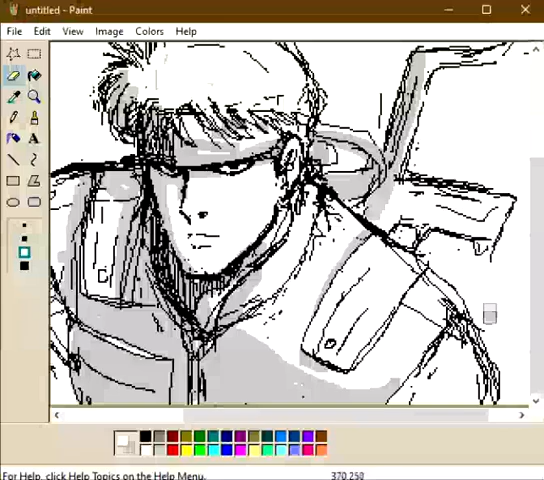 untitled - Paint
File Edit View Image Colors Help
A
For Help, click Help Topics on the Help Menu. 370,250